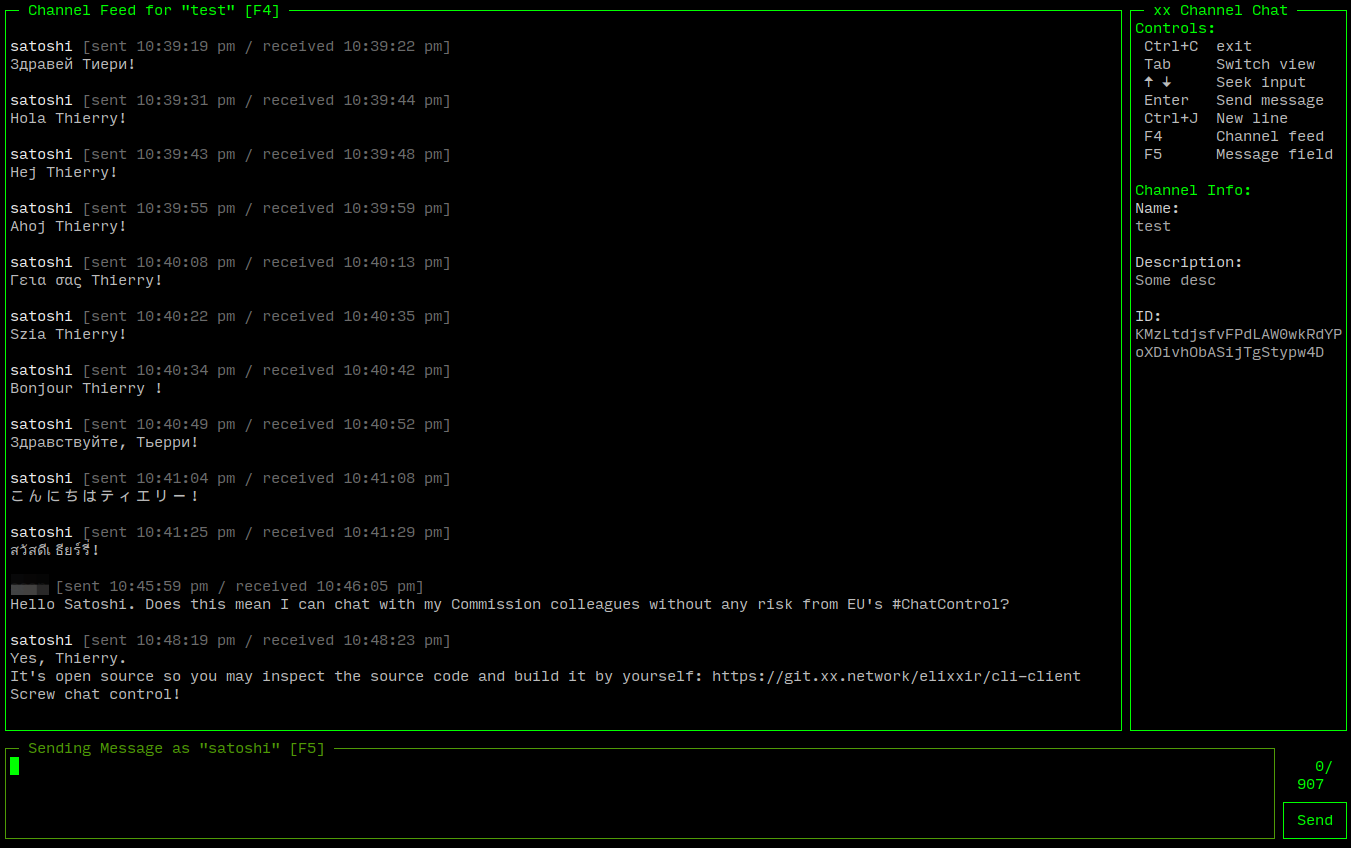 Channel Feed for "test" [F4]
satoshi [sent 10:39:19 pm / received 10:39:22 pm]
Здравей Тиери!
satoshi [sent 10:39:31 pm / received 10:39:44 pm]
Hola Thierry!
satoshi [sent 10:39:43 pm / received 10:39:48 pm]
Hej Thierry!
satoshi [sent 10:39:55 pm / received 10:39:59 pm]
Ahoj Thierry!
satoshi [sent 10:40:08 pm / received 10:40:13 pm]
Γεια σας Thierry!
satoshi [sent 10:40:22 pm / received 10:40:35 pm]
Szia Thierry!
satoshi [sent 10:40:34 pm / received 10:40:42 pm]
Bonjour Thierry !
satoshi [sent 10:40:49 pm / received 10:40:52 pm]
Здравствуйте, Тьерри!
satoshi [sent 10:41:04 pm / received 10:41:08 pm]
こんにちはティエリー!
satoshi [sent 10:41:25 pm / received 10:41:29 pm]
สวัสดีเธียร์รี่!
[sent 10:45:59 pm / received 10:46:05 pm]
Hello Satoshi. Does this mean I can chat with my Commission colleagues without any risk from EU's #ChatControl?
satoshi [sent 10:48:19 pm / received 10:48:23 pm]
Yes, Thierry.
It's open source so you may inspect the source code and build it by yourself: https://git.xx.network/elixxir/cli-client
Screw chat control!
xx Channel Chat
Controls:
Ctrl+C exit
Tab Switch view
↑ ↓ Seek input
Enter Send message
Ctrl+J New line
F4 Channel feed
F5 Message field
Channel Info:
Name:
test
Description:
Some desc
ID:
KMzLtdjsfvFPdLAW0wkRdYP
oXDivhObASijTgStypw4D
Sending Message as "satoshi" [F5]
0/
907
Send